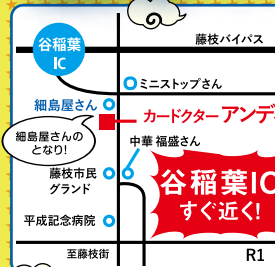 谷稲葉
IC
藤枝バイパス
ミニストップさん
細島屋さん
カードクター アンデ
細島屋さんの
となり!
中華 福盛さん
藤枝市民
グランド
谷稲葉IC
すぐ近く!
平成記念病院
至藤枝街
R1